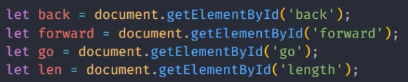 let back = document.getElementById('back');
let forward = document.getElementById('forward');
let go = document.getElementById('go');
let len = document.getElementById('length');